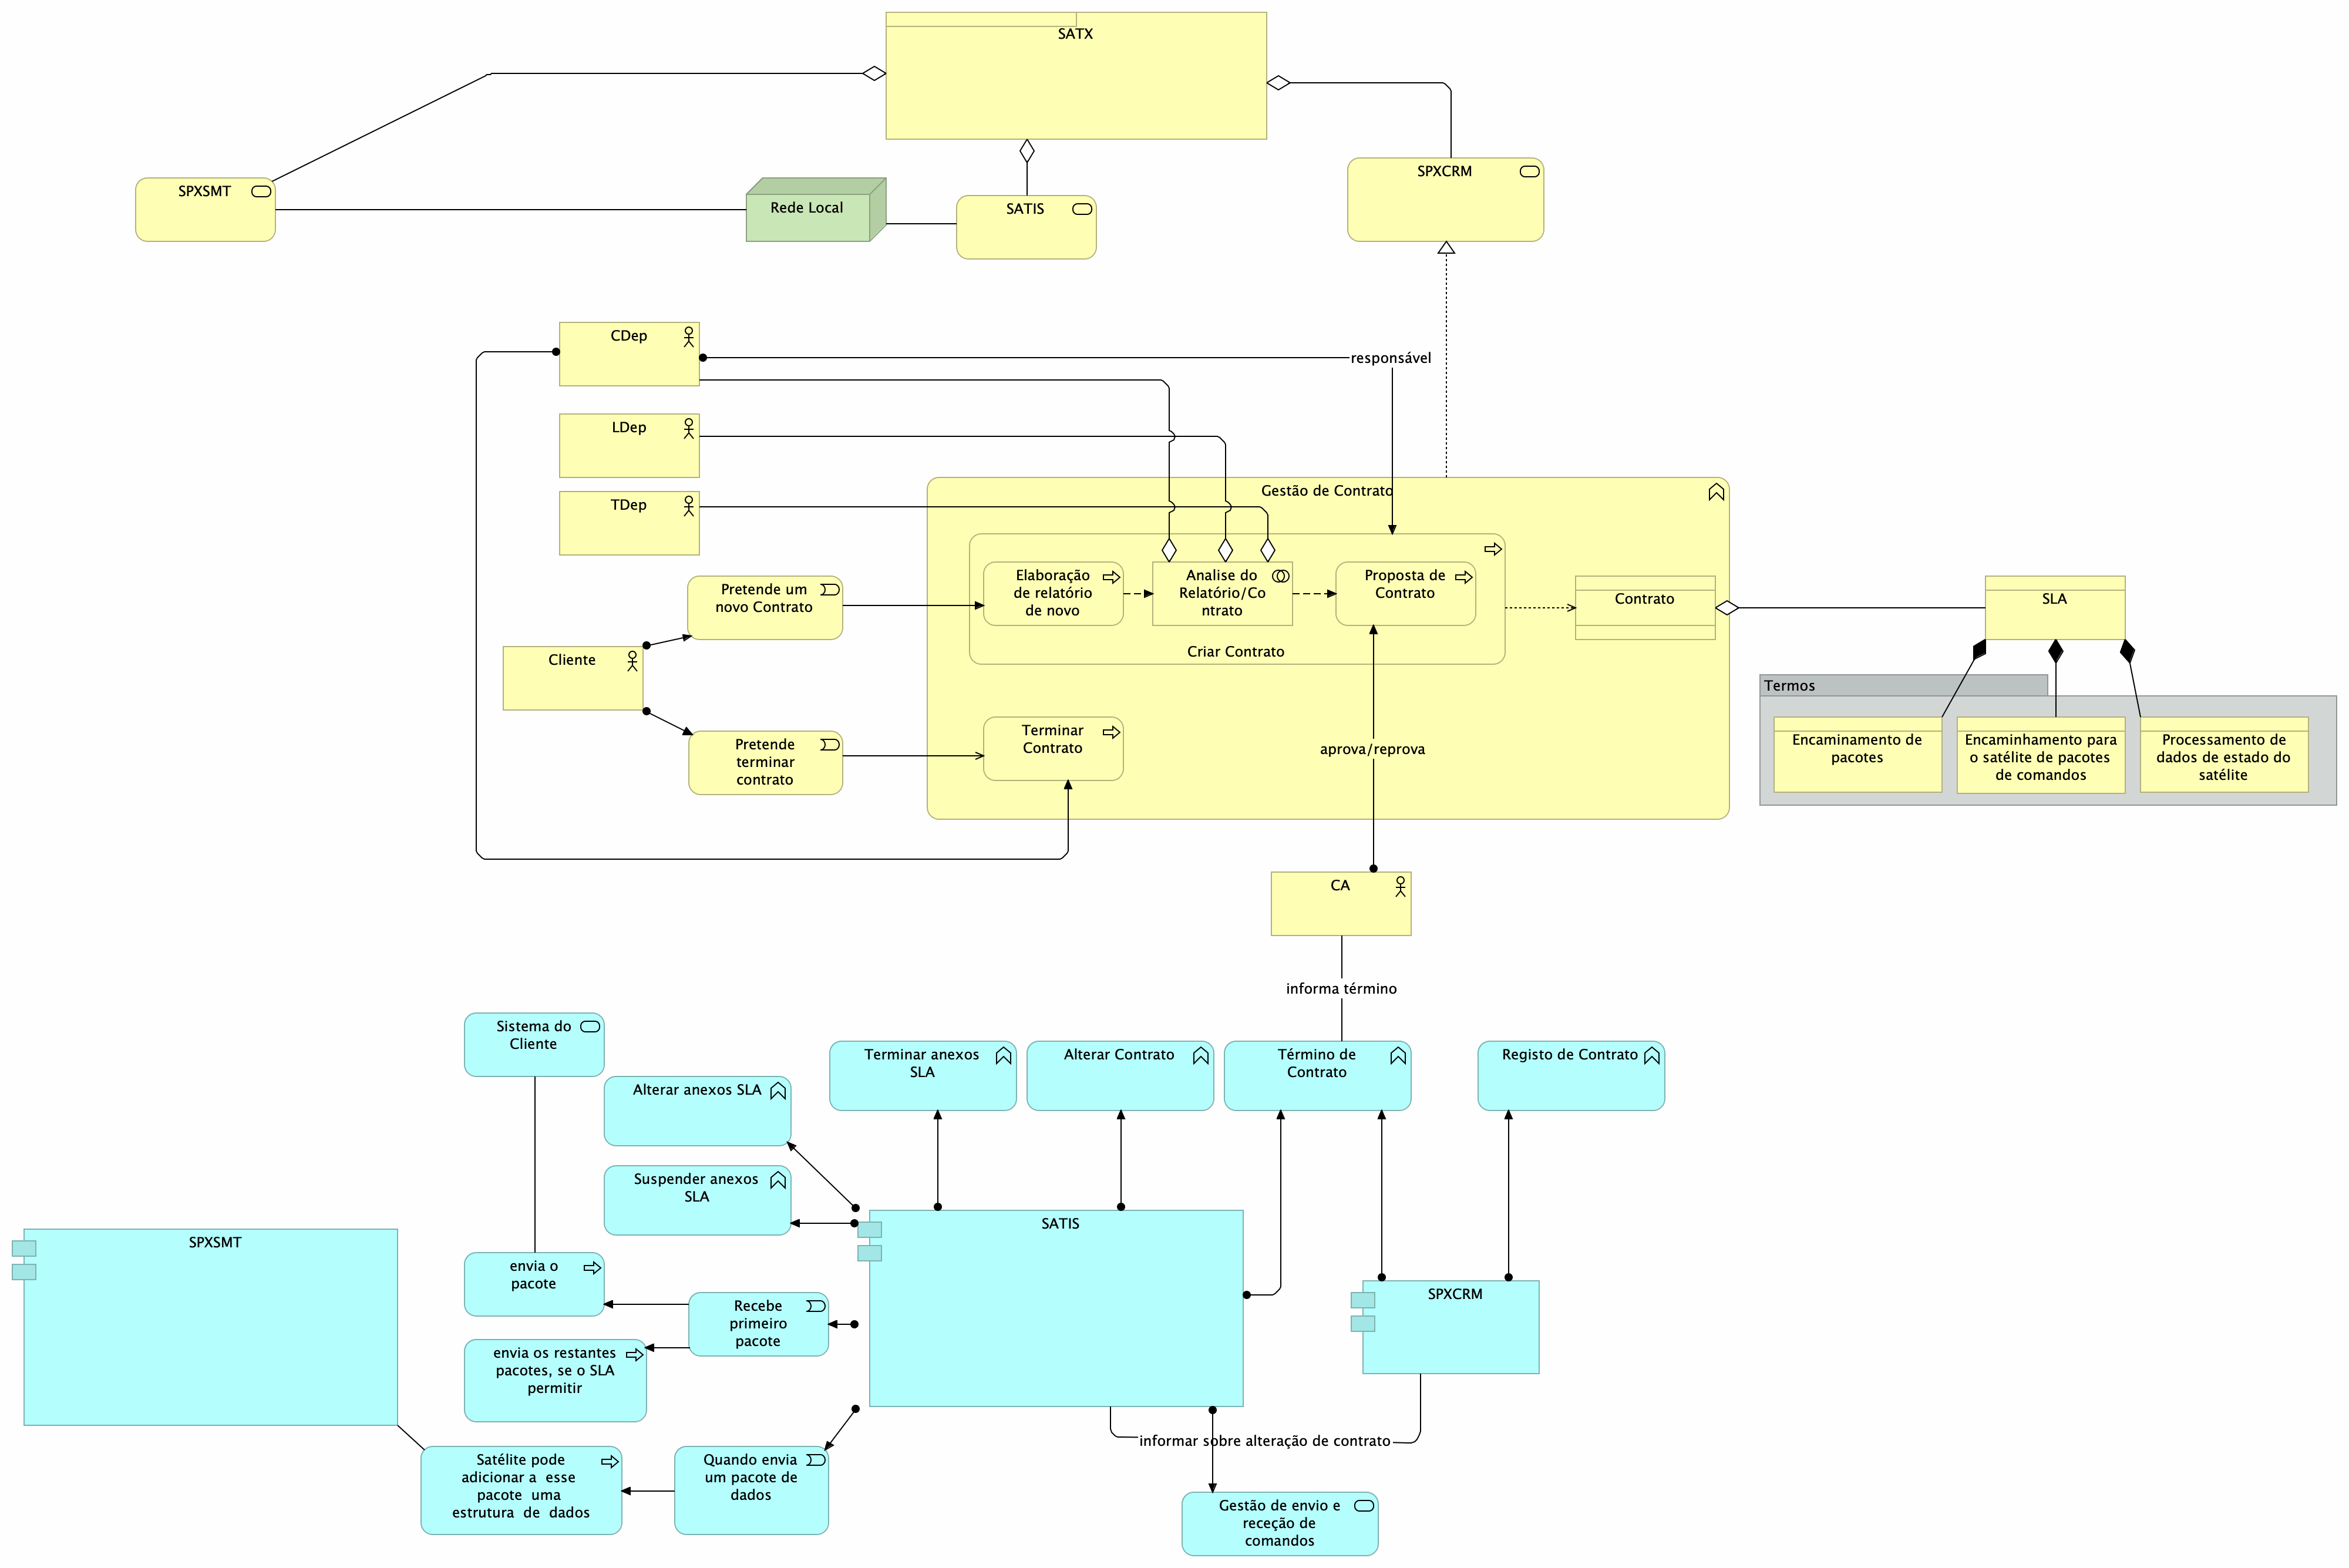 SATX
SPXSMT
Rede Local
SATIS
SPXCRM
CDep
responsável
LDep
TDep
Gestão de Contrato
Pretende um
novo Contrato
Elaboração
de relatório
de novo
Analise do
Relatório/Co
ntrato
Proposta de
Contrato
Contrato
SLA
Criar Contrato
Cliente
Termos
Pretende
terminar
contrato
Terminar
Contrato
aprova/reprova
Encaminamento de
pacotes
Encaminhamento para
o satélite de pacotes
de comandos
Processamento de
dados de estado do
satélite
CA
informa término
Sistema do
Cliente
Terminar anexos
SLA
Alterar Contrato
Término de
Contrato
Registo de Contrato
Alterar anexos SLA
Suspender anexos
SLA
SPXSMT
SATIS
envia o
pacote
Recebe
primeiro
pacote
SPXCRM
envia os restantes
pacotes, se o SLA
permitir
informar sobre alteração de contrato
Satélite pode
adicionar a esse
pacote uma
estrutura de dados
Quando envia
um pacote de
dados
Gestão de envio e
receção de
comandos